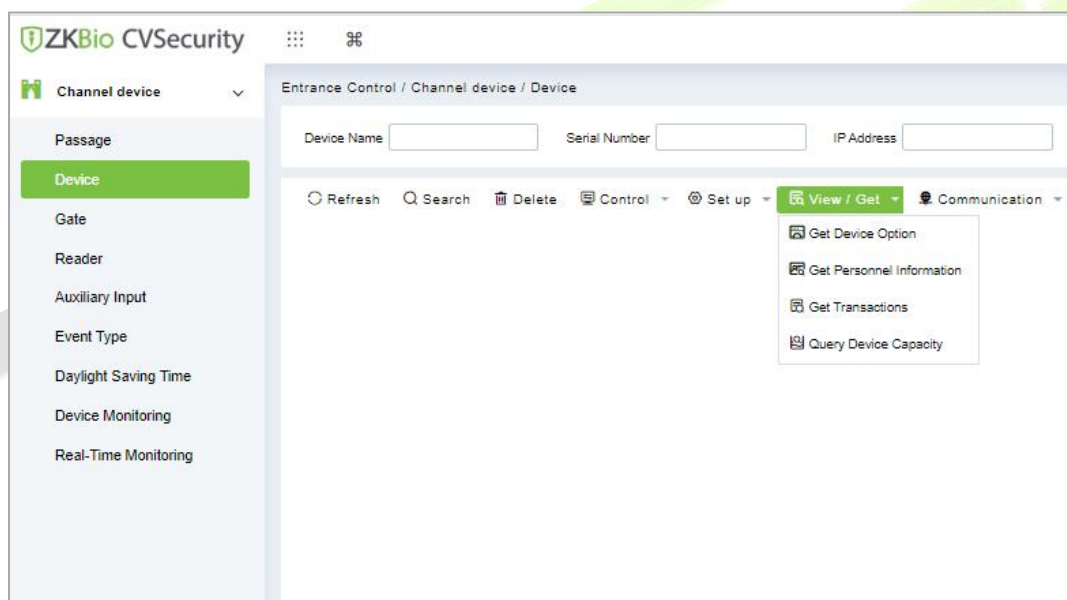 ZKBio CVSecurity
Channel device
Entrance Control / Channel device / Device
Passage
Device
Gate
Reader
Auxiliary Input
Event Type
Daylight Saving Time
Device Monitoring
Real-Time Monitoring
Device Name Serial Number IP Address
Refresh Search Delete Control Set up View / Get Communication
Get Device Option
Get Personnel Information
Get Transactions
Query Device Capacity